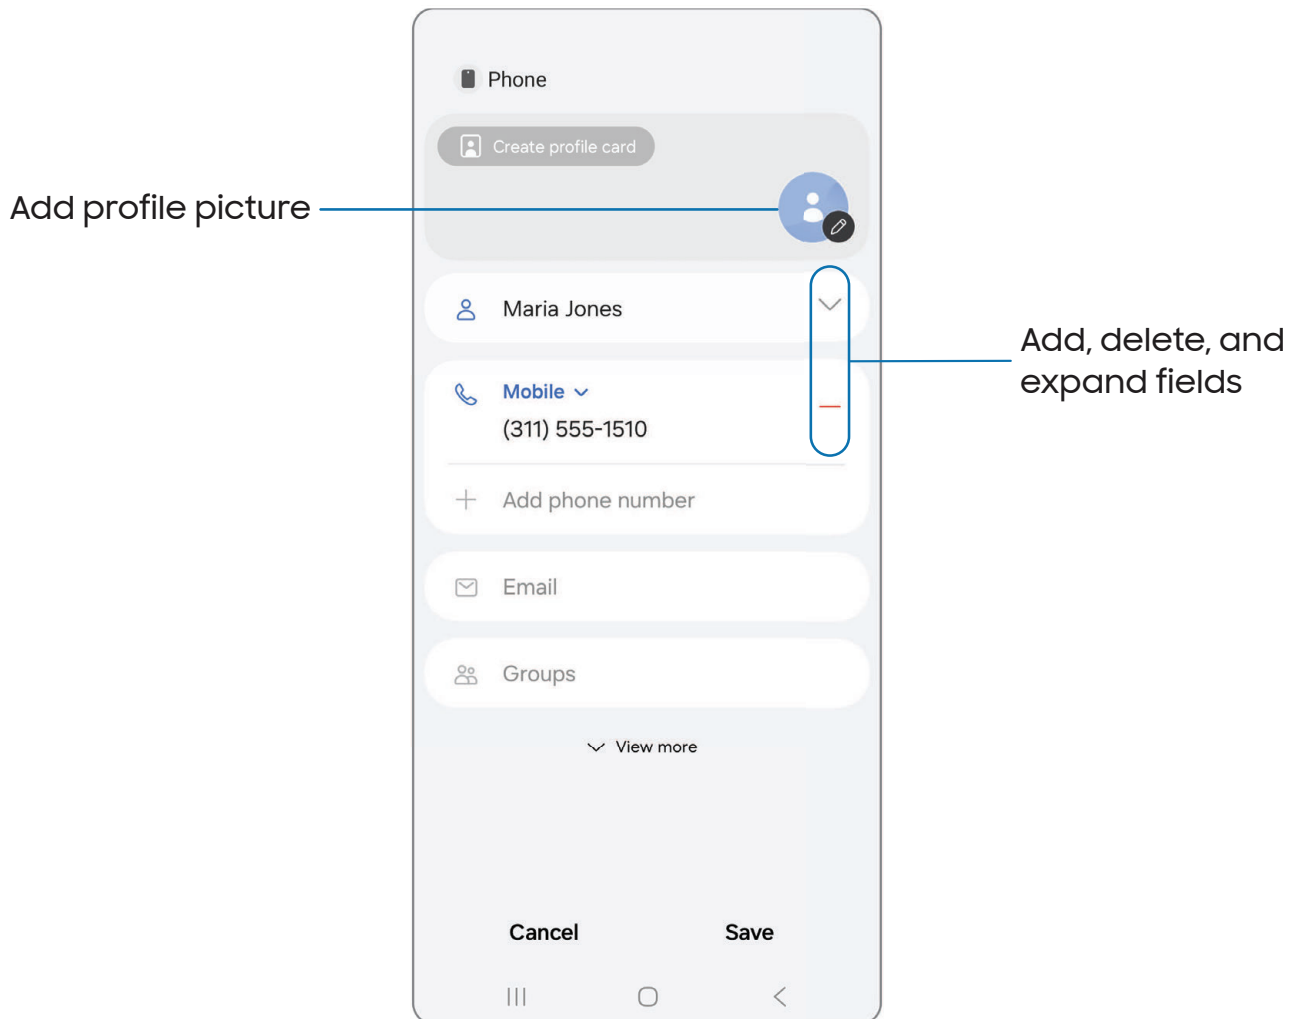 Phone
Create profile card
Add profile picture
Maria Jones
Add, delete, and
expand fields
Mobile
(311) 555-1510
Add phone number
Email
Groups
View more
Cancel
Save